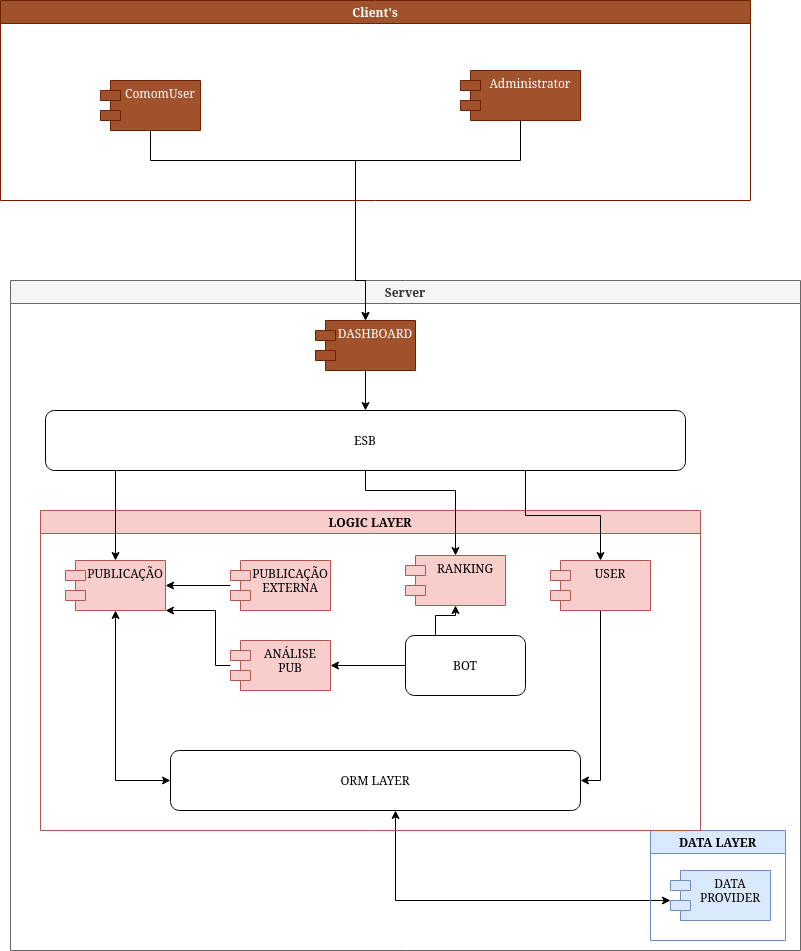 Client's
ComomUser
Administrator
Server
DASHBOARD
ESB
LOGIC LAYER
PUBLICAÇÃO
PUBLICAÇÃO
EXTERNA
RANKING
USER
ANÁLISE
PUB
BOT
ORM LAYER
DATA LAYER
DATA
PROVIDER